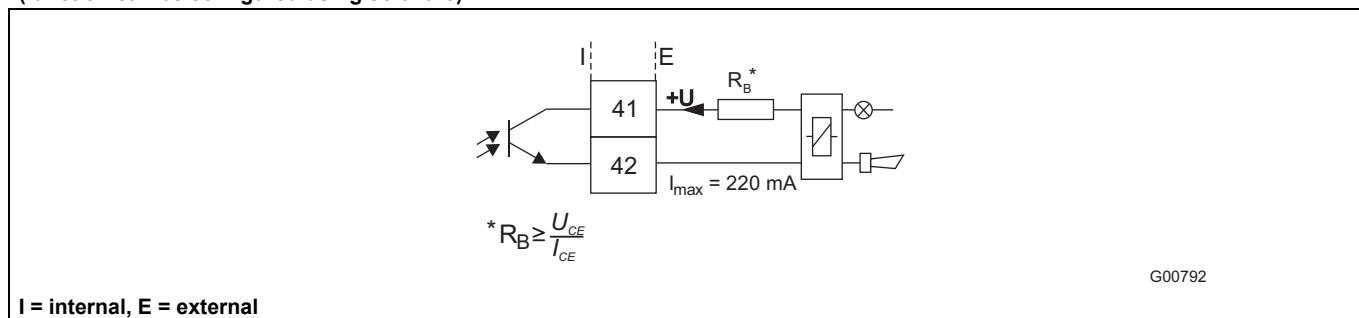 I E
R_B*
+U
41
42
I_max = 220 mA
* R_B ≥ U_CE / I_CE
G00792
I = internal, E = external